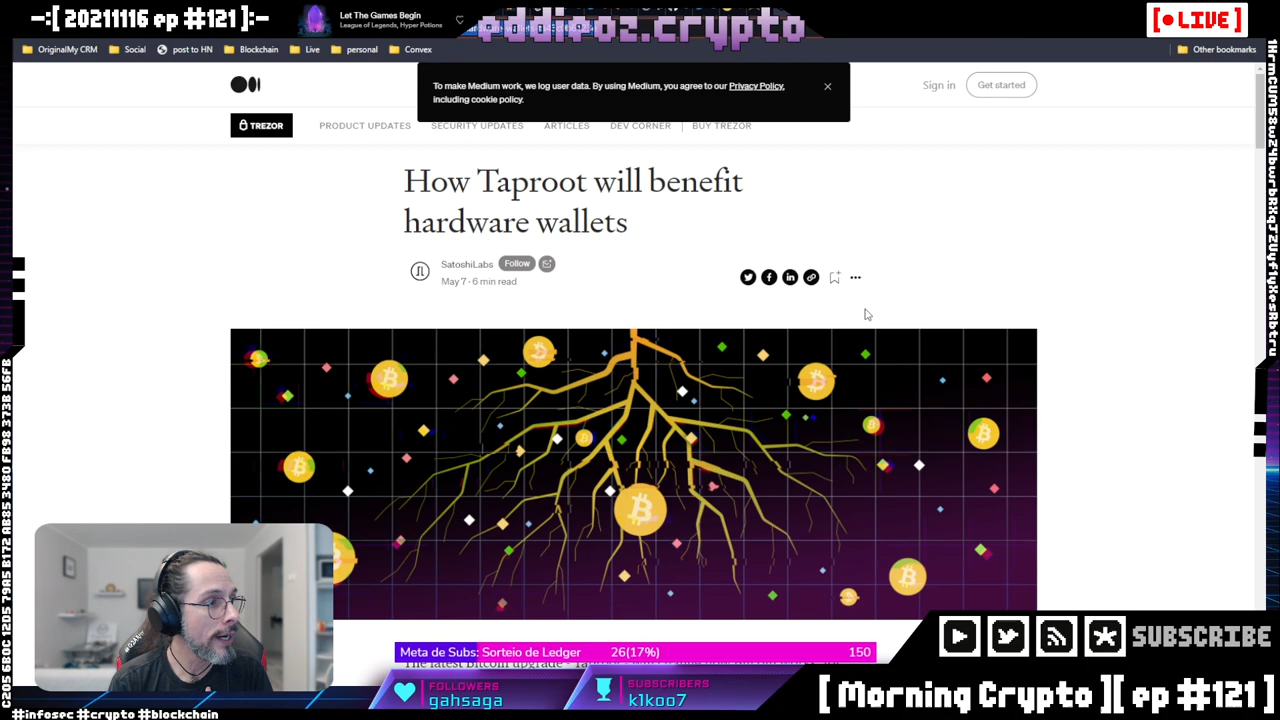 -:[ 20211116 ep #121 ]:-
Let The Games Begin
League of Legends, Hyper Potions
eddieoz.crypto
[● LIVE]
OriginalMy CRM
Social
post to HN
Blockchain
Live
personal
Convex
Other bookmarks
To make Medium work, we log user data. By using Medium, you agree to our Privacy Policy,
including cookie policy.
Sign in
Get started
TREZOR
PRODUCT UPDATES
SECURITY UPDATES
ARTICLES
DEV CORNER
BUY TREZOR
How Taproot will benefit
hardware wallets
SatoshiLabs
Follow
May 7 · 6 min read
Meta de Subs: Sorteio de Ledger
26(17%)
150
SUBSCRIBE
FOLLOWERS
gahsaga
SUBSCRIBERS
k1koo7
[ Morning Crypto ][ ep #121 ]
#infosec #crypto #blockchain